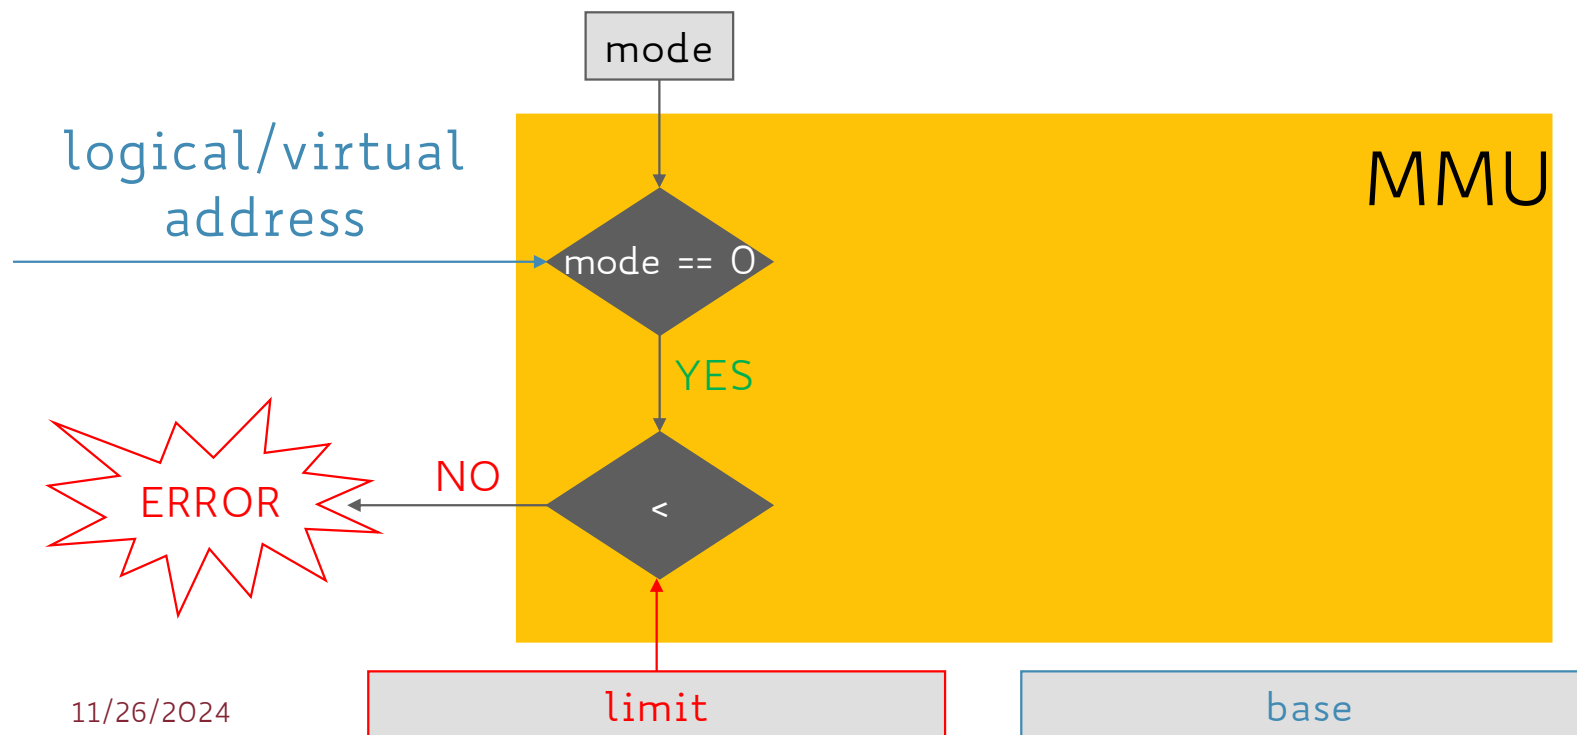 mode
logical/virtual
address
MMU
mode == 0
YES
NO
ERROR
<
limit
base
11/26/2024